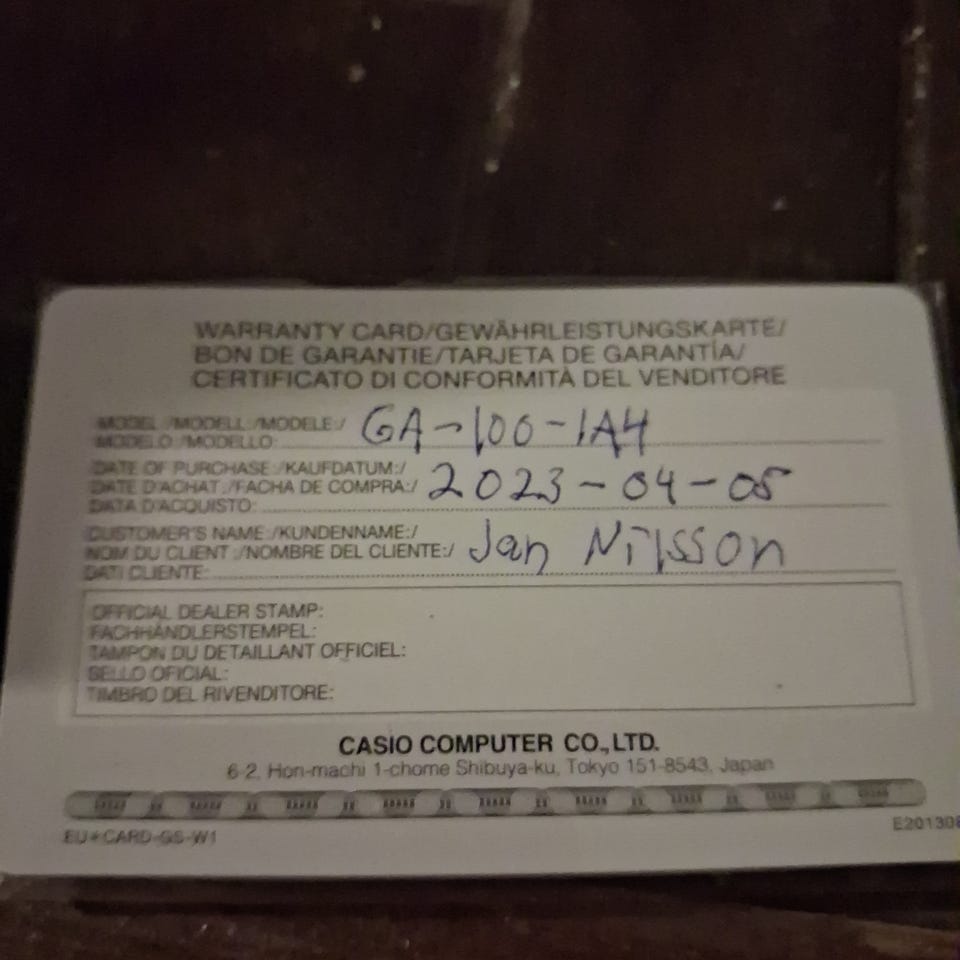 WARRANTY CARD/GEWÄHRLEISTUNGSKARTE/
BON DE GARANTIE/TARJETA DE GARANTÍA/
CERTIFICATO DI CONFORMITÀ DEL VENDITORE
MODEL:/MODELL:/MODELE:/ GA-100-1A4
MODELO:/MODELLO:
DATE OF PURCHASE:/KAUFDATUM:/
DATE D'ACHAT:/FACHA DE COMPRA:/ 2023-04-05
DATA D'ACQUISTO:
CUSTOMER'S NAME:/KUNDENNAME:/
NOM DU CLIENT:/NOMBRE DEL CLIENTE:/ Jan Nilsson
DATI CLIENTE:
OFFICIAL DEALER STAMP:
FACHHÄNDLERSTEMPEL:
TAMPON DU DETAILLANT OFFICIEL:
SELLO OFICIAL:
TIMBRO DEL RIVENDITORE:
CASIO COMPUTER CO., LTD.
6-2, Hon-machi 1-chome Shibuya-ku, Tokyo 151-8543, Japan
EU*CARD-GS-W1